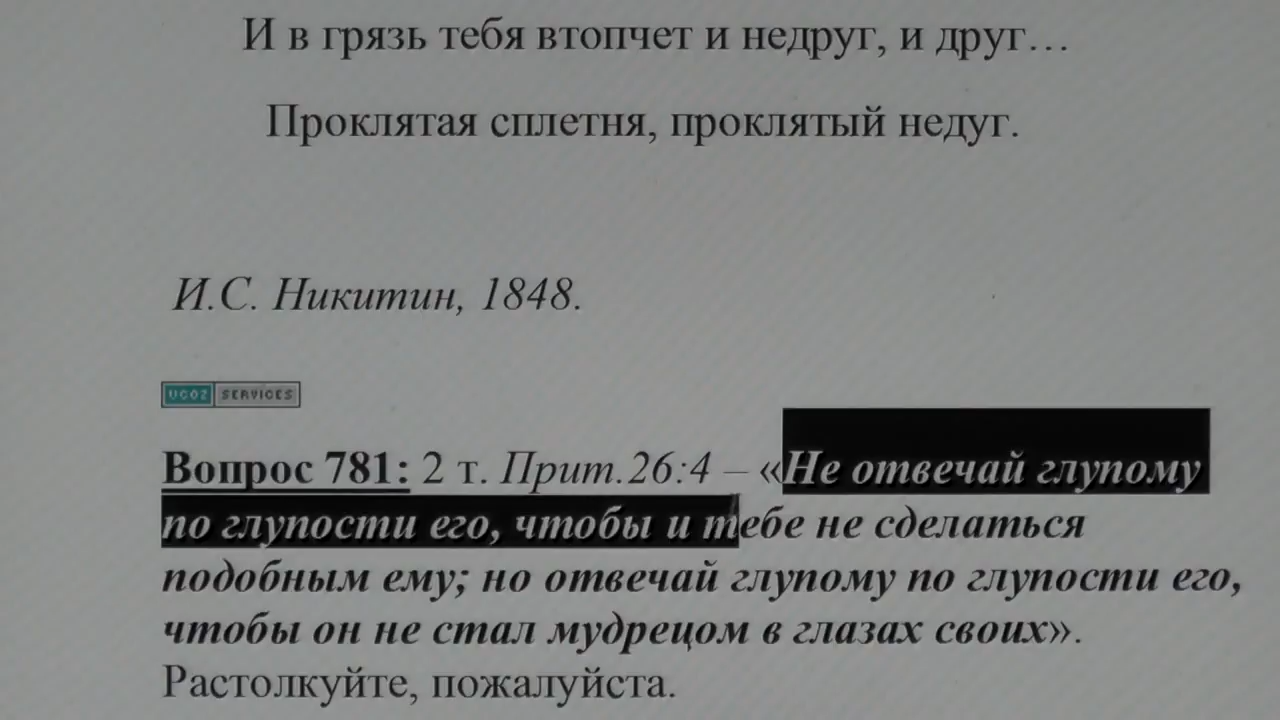 И в грязь тебя втопчет и недруг, и друг…
Проклятая сплетня, проклятый недуг.
И.С. Никитин, 1848.
UCOZ SERVICES
Вопрос 781: 2 т. Прит.26:4 – «Не отвечай глупому
по глупости его, чтобы и тебе не сделаться
подобным ему; но отвечай глупому по глупости его,
чтобы он не стал мудрецом в глазах своих».
Растолкуйте, пожалуйста.